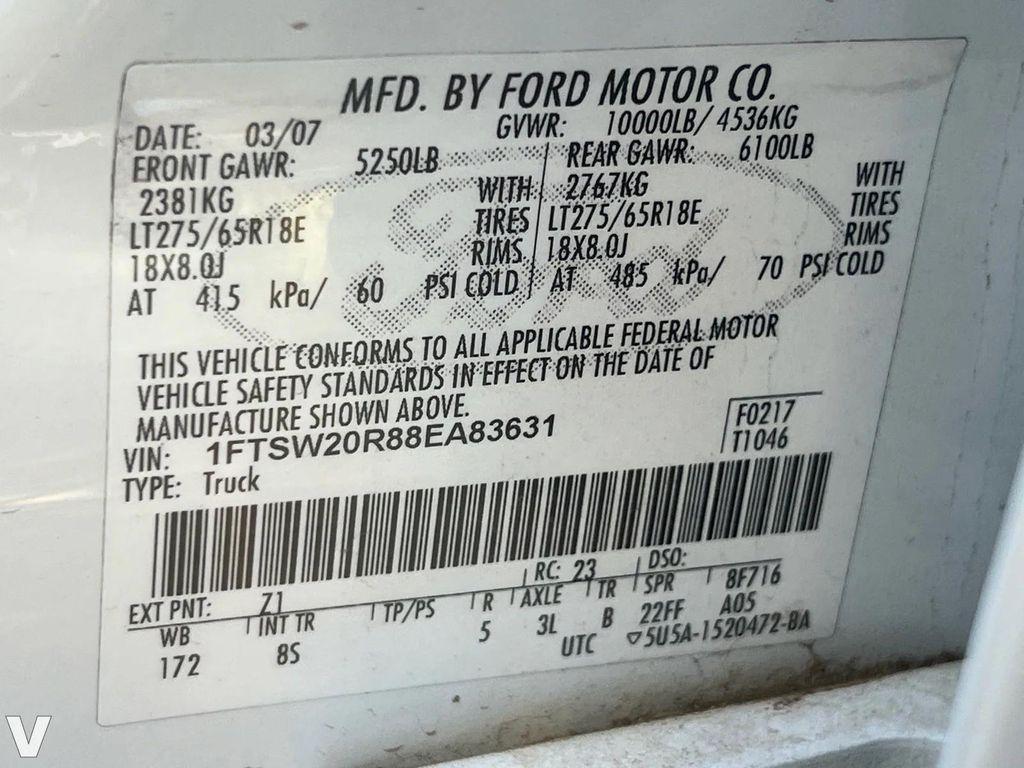 MFD. BY FORD MOTOR CO.
DATE: 03/07 GVWR: 10000LB/ 4536KG
FRONT GAWR: 5250LB REAR GAWR: 6100LB
2381KG WITH 2767KG WITH
LT275/65R18E TIRES LT275/65R18E TIRES
18X8.0J RIMS 18X8.0J RIMS
AT 415 kPa/ 60 PSI COLD AT 485 kPa/ 70 PSI COLD
THIS VEHICLE CONFORMS TO ALL APPLICABLE FEDERAL MOTOR
VEHICLE SAFETY STANDARDS IN EFFECT ON THE DATE OF
MANUFACTURE SHOWN ABOVE.
VIN: 1FTSW20R88EA83631 F0217
TYPE: Truck T1046
EXT PNT: Z1 RC: 23 DSO:
WB INT TR TP/PS R AXLE TR SPR 8F716
172 8S 5 3L B 22FF A05
UTC ▽5U5A-1520472-BA
V